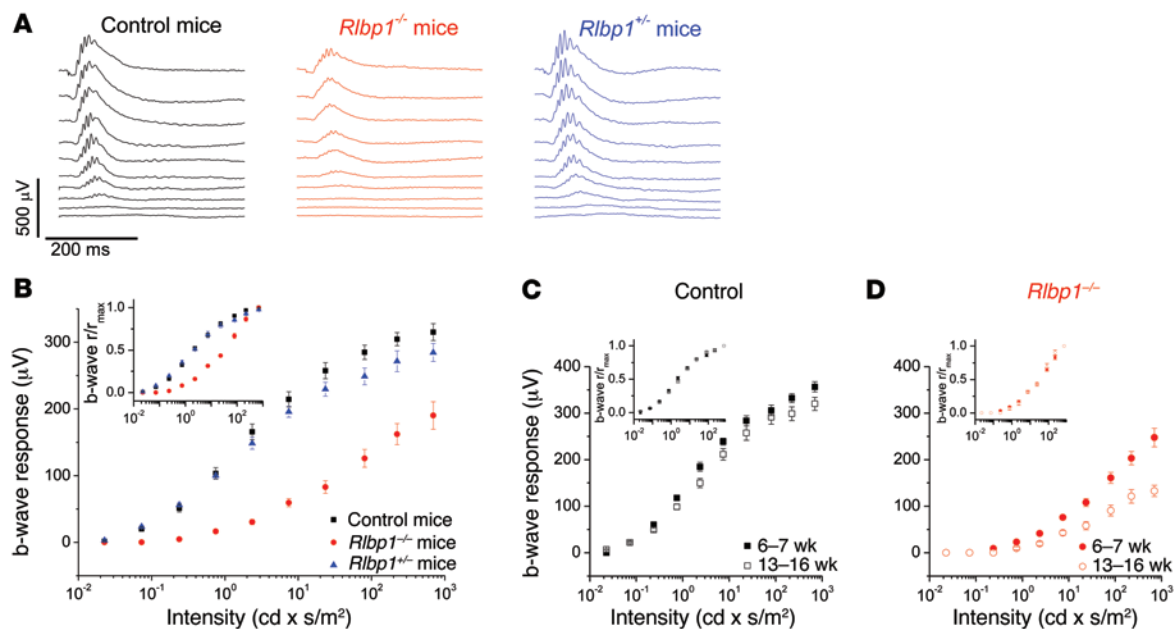 A
Control mice
Rlbp1-/- mice
Rlbp1+/- mice
500 µV
200 ms
B
b-wave response (µV)
300
200
100
0
10-2 10-1 100 101 102 103
Intensity (cd x s/m2)
b-wave r/rmax
1.0
0.5
0.0
10-2 100 102
Control mice
Rlbp1–/– mice
Rlbp1+/- mice
C
Control
b-wave response (µV)
400
300
200
100
0
10-2 10-1 100 101 102 103
Intensity (cd x s/m2)
b-wave r/rmax
1.0
0.5
0.0
10-2 100 102
6–7 wk
13–16 wk
D
Rlbp1–/–
400
300
200
100
0
10-2 10-1 100 101 102 103
Intensity (cd x s/m2)
b-wave r/rmax
1.0
0.5
0.0
10-2 100 102
6–7 wk
13–16 wk